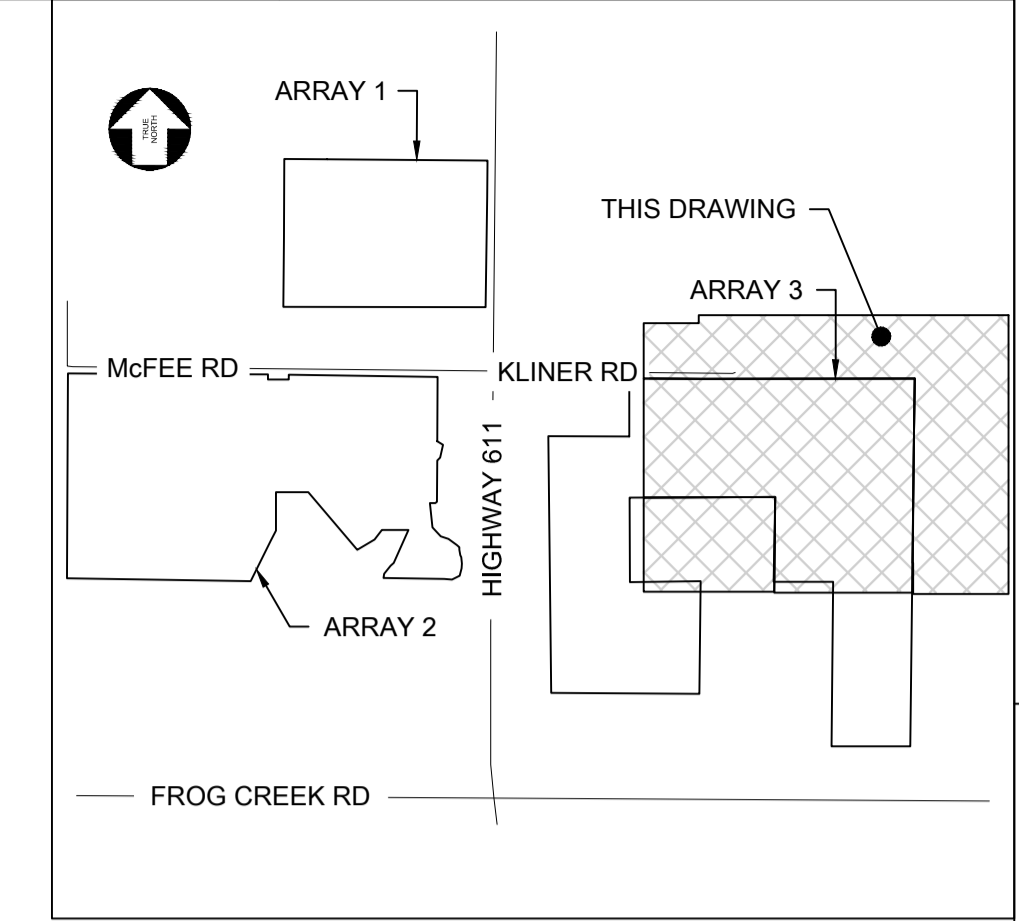 ARRAY 1
TRUE
NORTH
THIS DRAWING
ARRAY 3
McFEE RD
KLINER RD
HIGHWAY 611
ARRAY 2
FROG CREEK RD